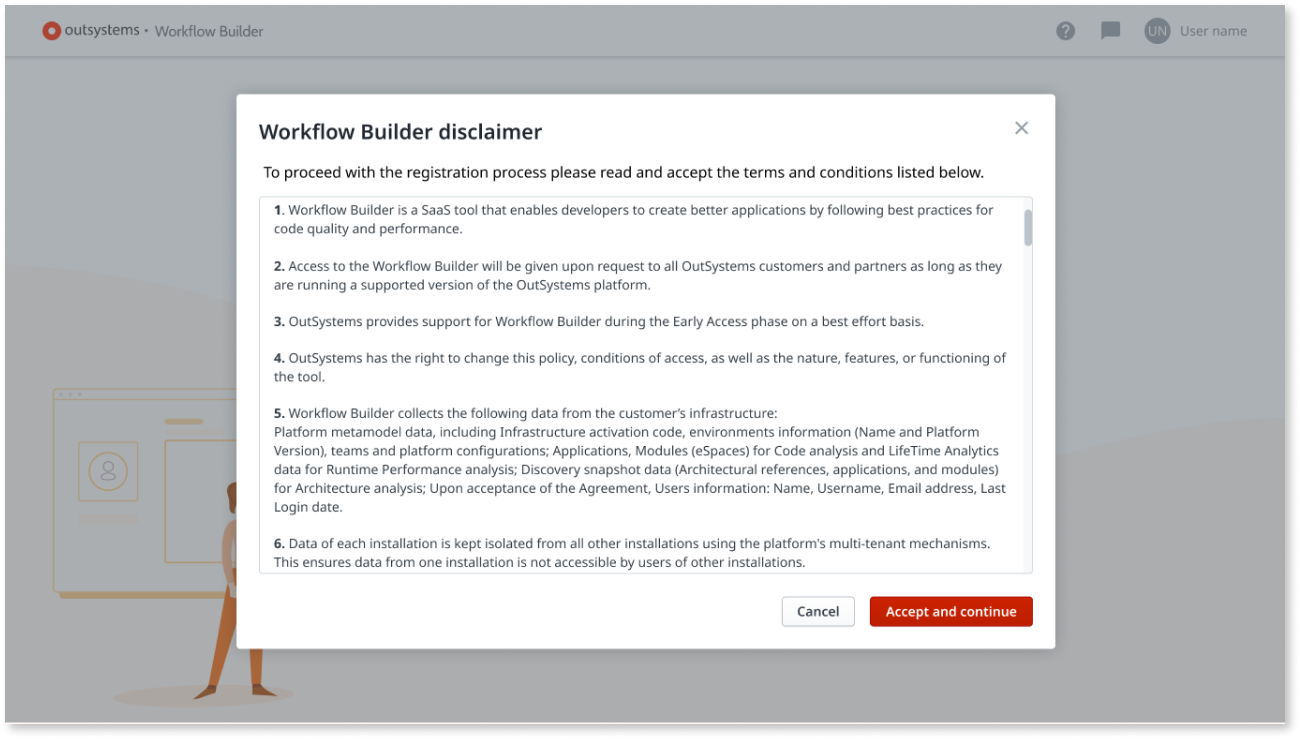 outsystems • Workflow Builder
? UN User name
Workflow Builder disclaimer
To proceed with the registration process please read and accept the terms and conditions listed below.
1. Workflow Builder is a SaaS tool that enables developers to create better applications by following best practices for
code quality and performance.
2. Access to the Workflow Builder will be given upon request to all OutSystems customers and partners as long as they
are running a supported version of the OutSystems platform.
3. OutSystems provides support for Workflow Builder during the Early Access phase on a best effort basis.
4. OutSystems has the right to change this policy, conditions of access, as well as the nature, features, or functioning of
the tool.
5. Workflow Builder collects the following data from the customer's infrastructure:
Platform metamodel data, including Infrastructure activation code, environments information (Name and Platform
Version), teams and platform configurations; Applications, Modules (eSpaces) for Code analysis and LifeTime Analytics
data for Runtime Performance analysis; Discovery snapshot data (Architectural references, applications, and modules)
for Architecture analysis; Upon acceptance of the Agreement, Users information: Name, Username, Email address, Last
Login date.
6. Data of each installation is kept isolated from all other installations using the platform's multi-tenant mechanisms.
This ensures data from one installation is not accessible by users of other installations.
Cancel
Accept and continue